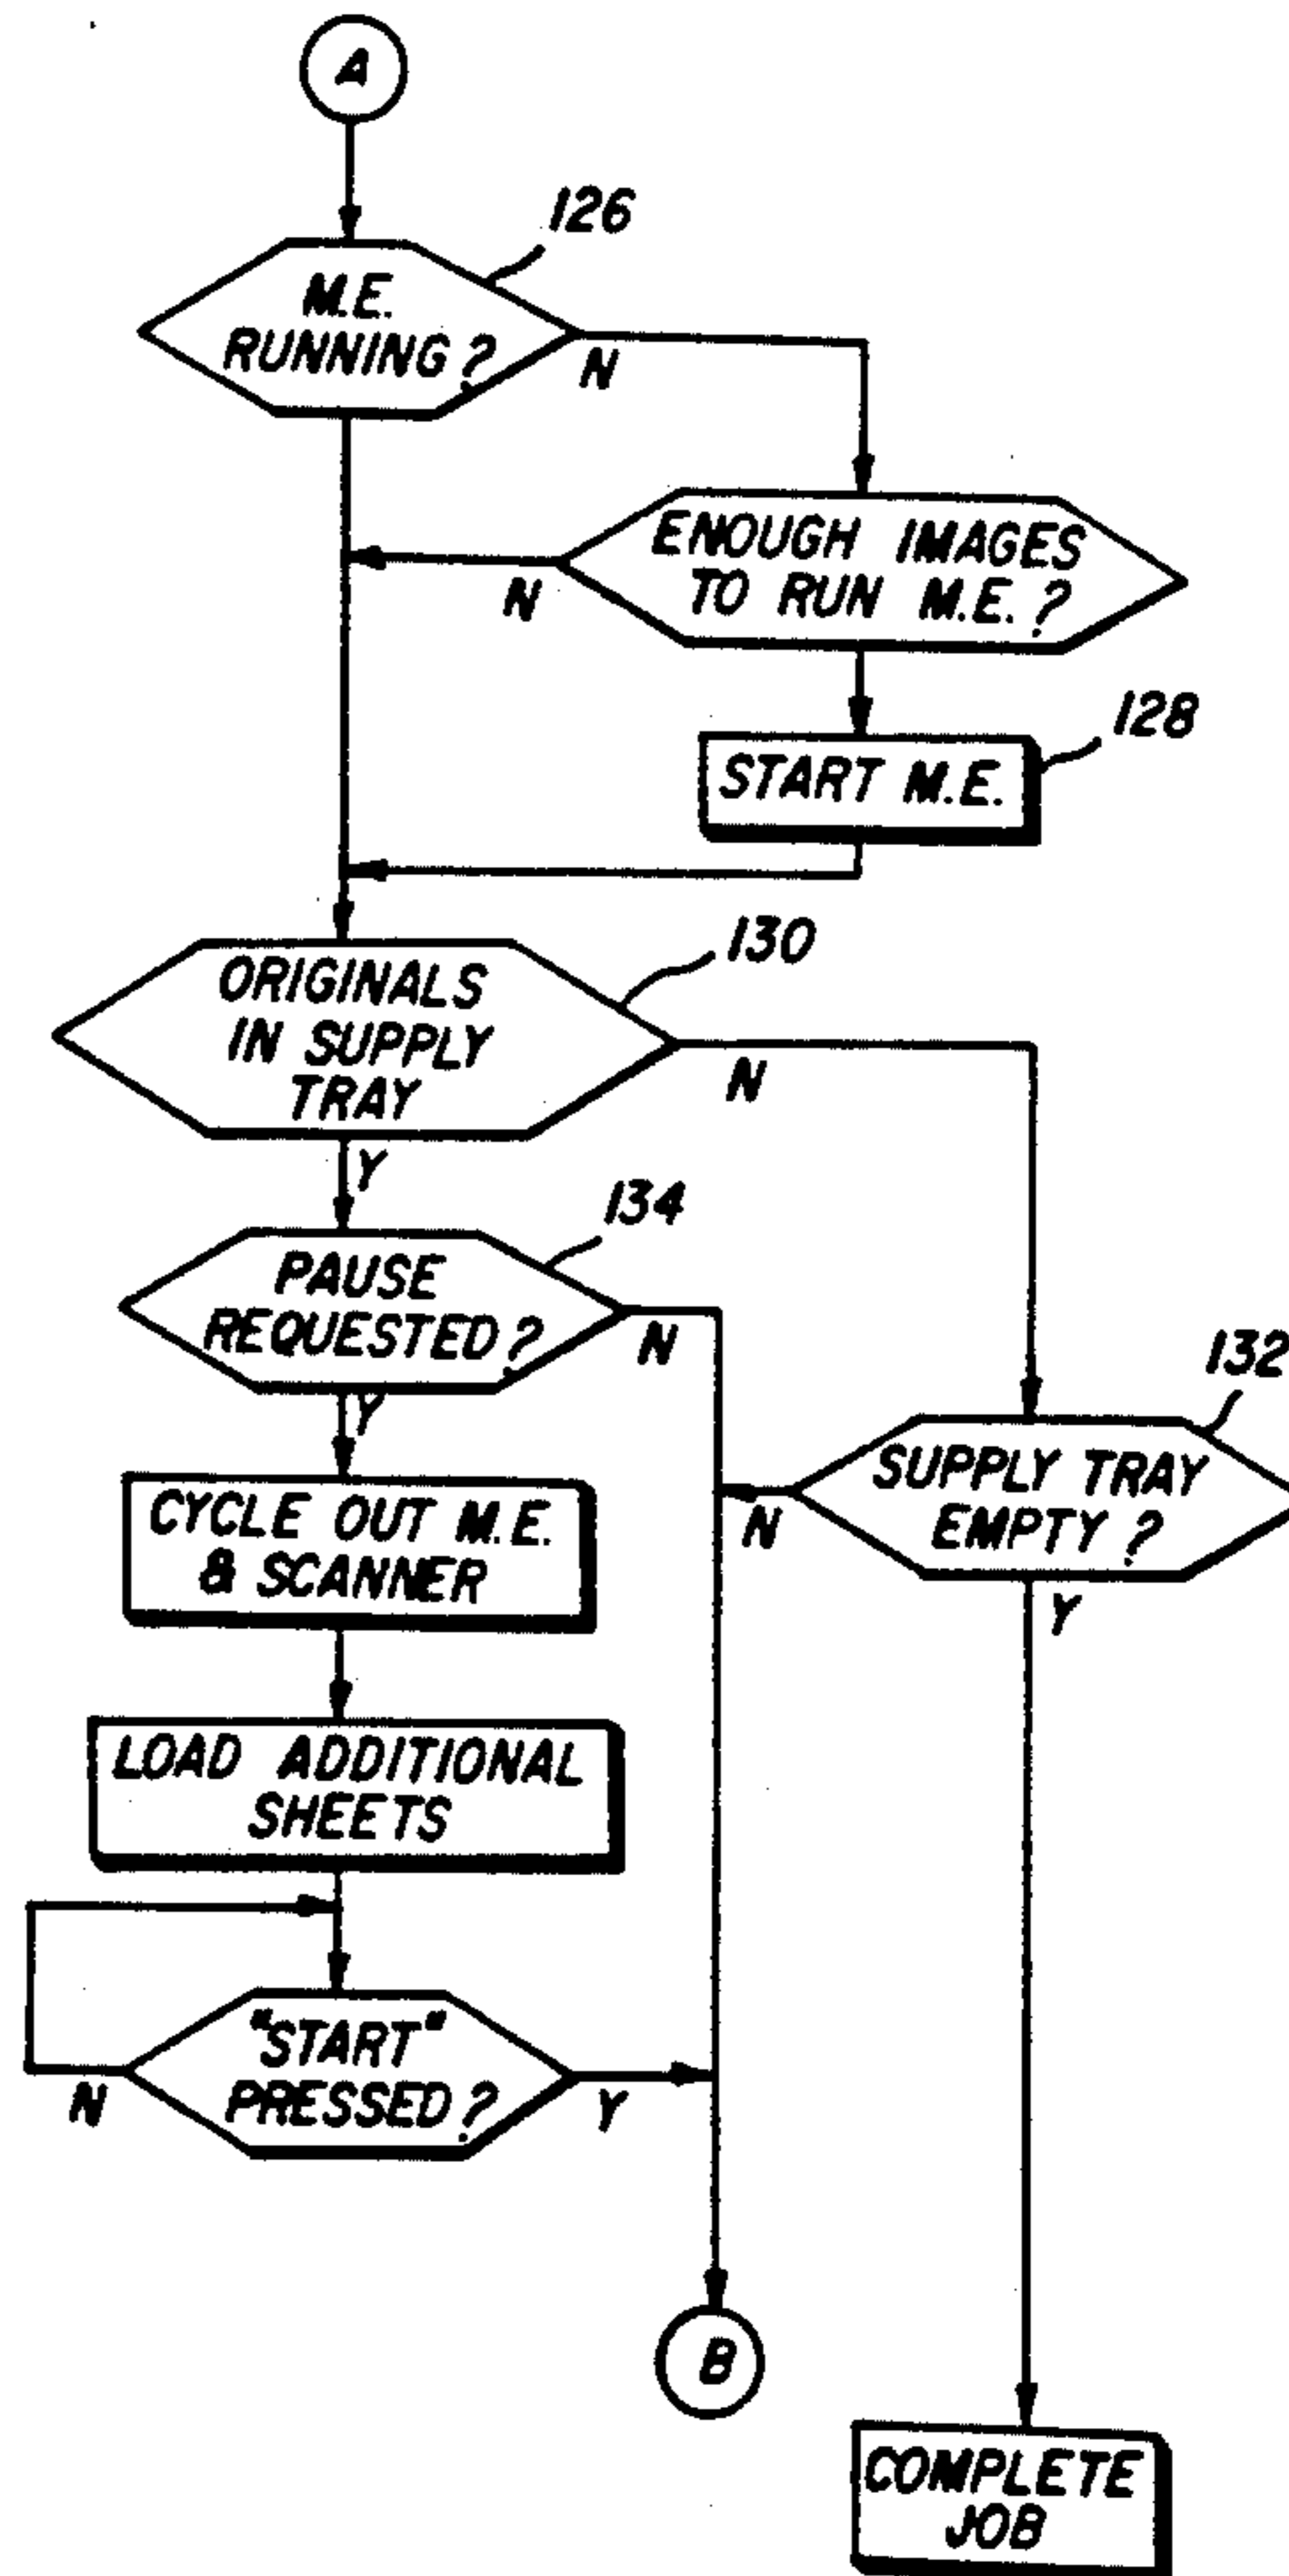 A
126
M.E.
RUNNING?
N
ENOUGH IMAGES
TO RUN M.E.?
N
128
START M.E.
130
ORIGINALS
IN SUPPLY
TRAY
N
Y
134
PAUSE
REQUESTED?
N
Y
132
SUPPLY TRAY
EMPTY?
N
Y
CYCLE OUT M.E.
& SCANNER
LOAD ADDITIONAL
SHEETS
"START"
PRESSED?
N
Y
B
COMPLETE
JOB